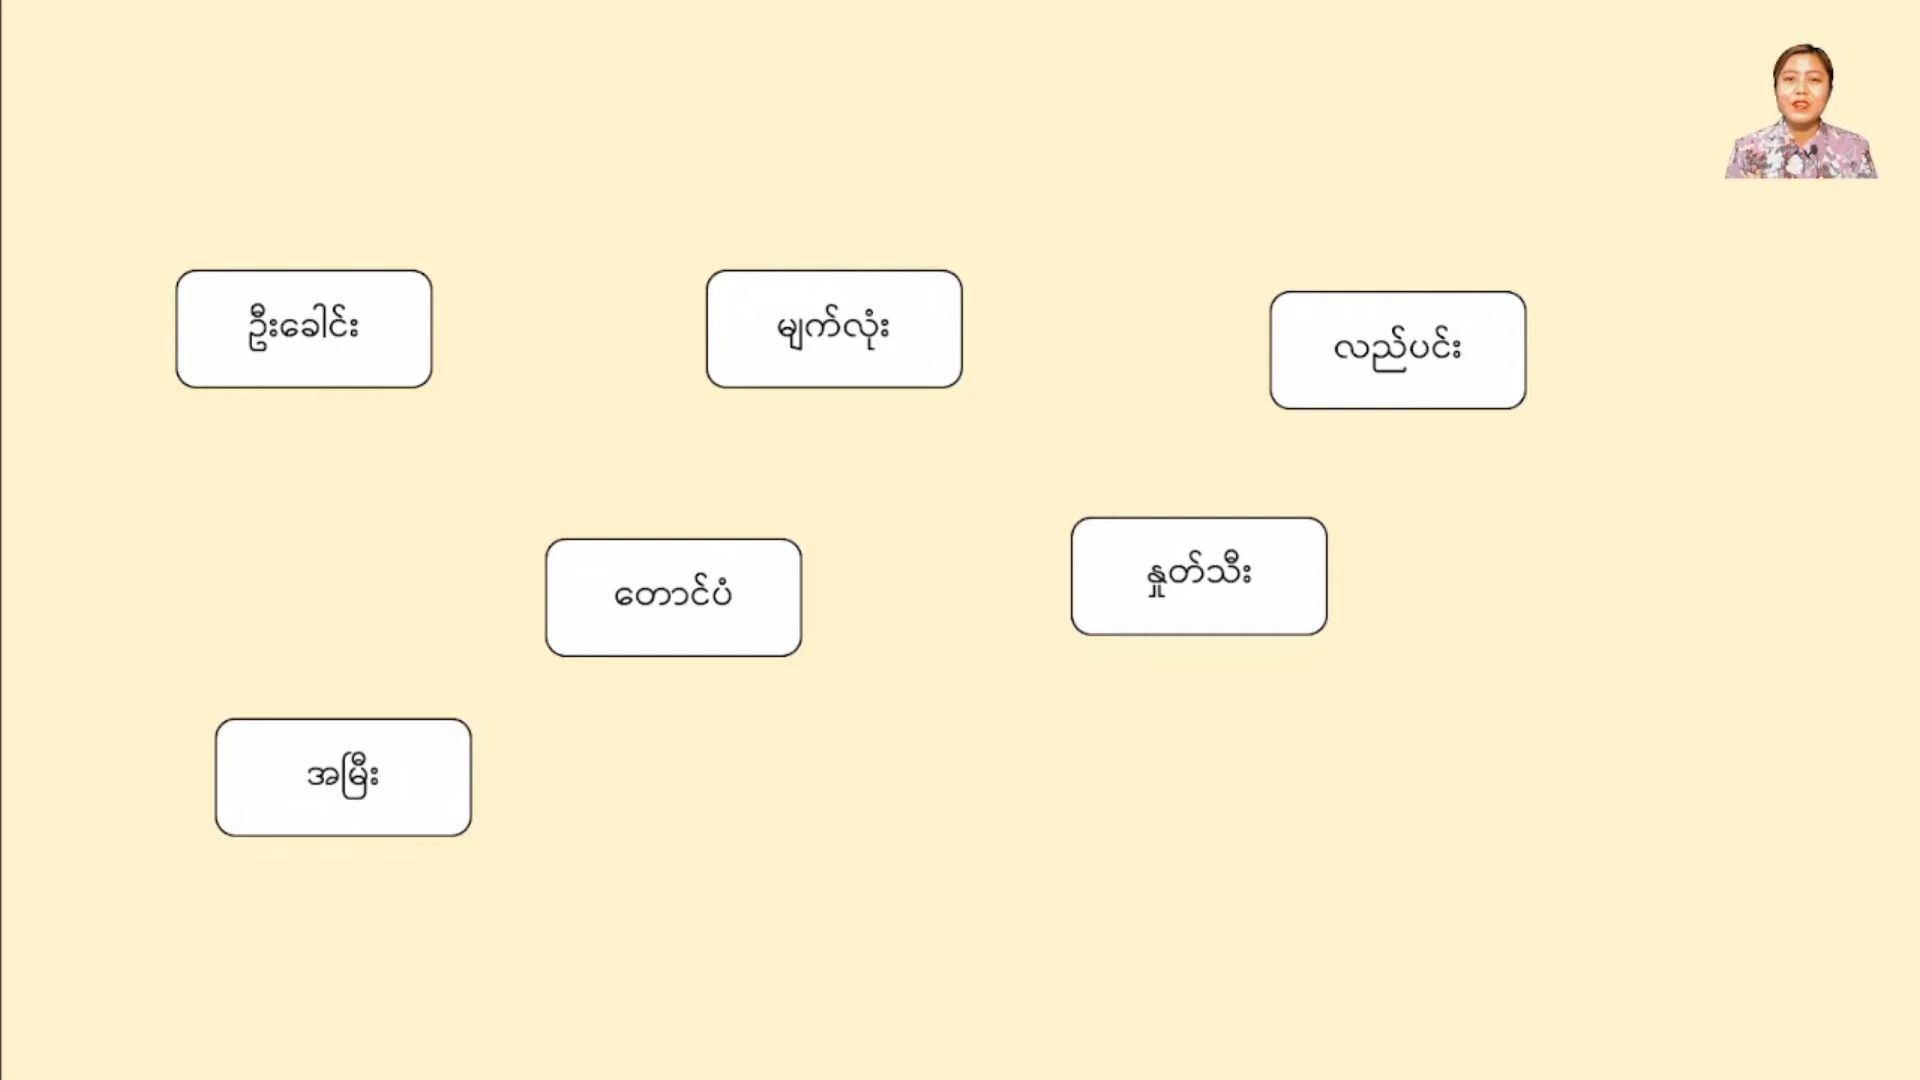 ဦးခေါင်း
မျက်လုံး
လည်ပင်း
တောင်ပံ
နှုတ်သီး
အမြီး